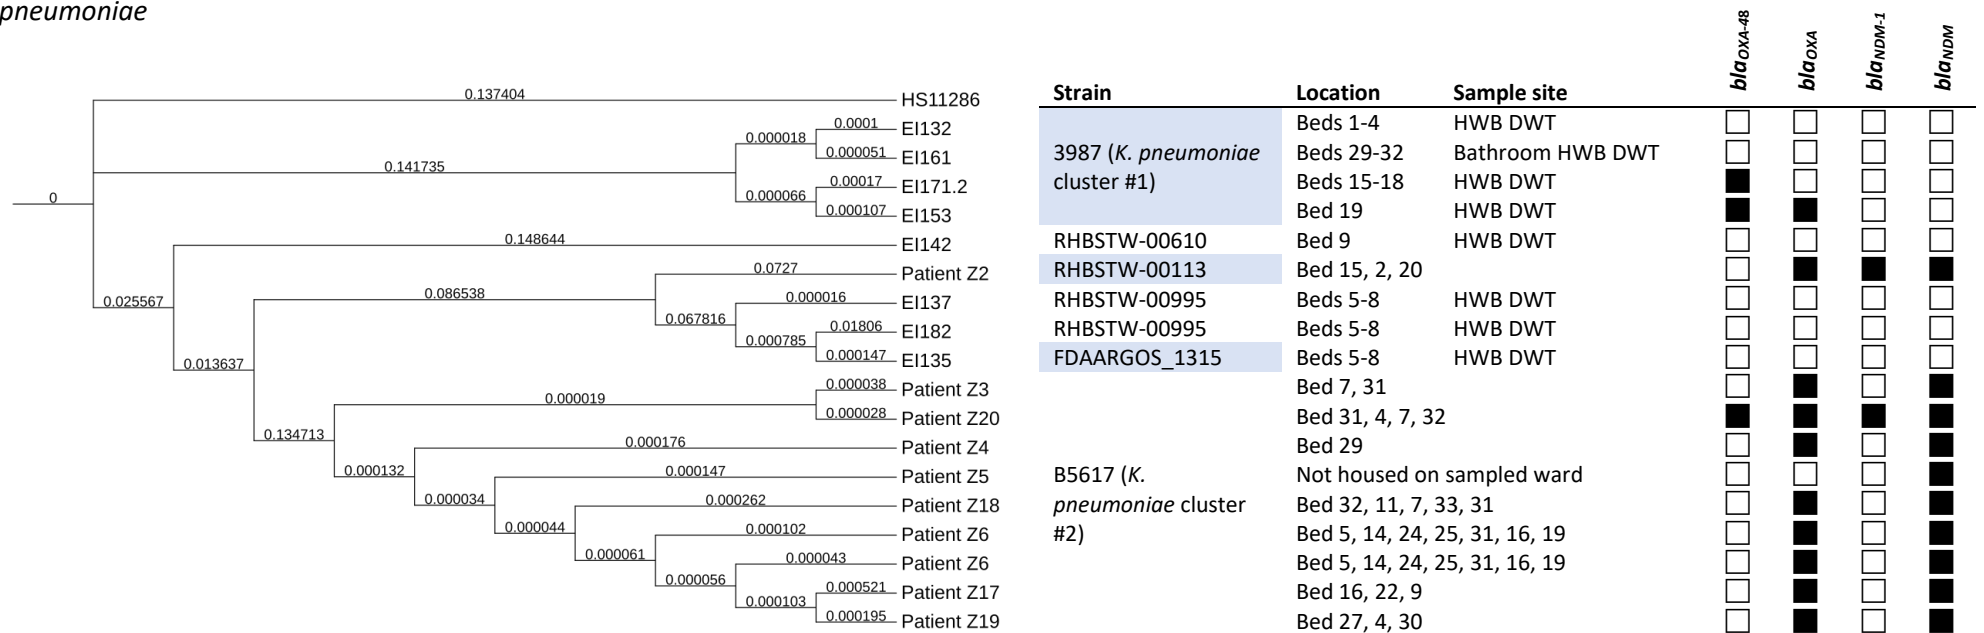 pneumoniae
bla OXA-48 bla OXA bla NDM-1 bla NDM
Strain Location Sample site
0.137404 HS11286
0.0001 EI132 Beds 1-4 HWB DWT
0.000018
0.000051 EI161 3987 (K. pneumoniae Beds 29-32 Bathroom HWB DWT
0.141735
0.00017 EI171.2 cluster #1) Beds 15-18 HWB DWT
0.000066
0
0.000107 EI153 Bed 19 HWB DWT
0.148644 EI142 RHBSTW-00610 Bed 9 HWB DWT
0.0727 Patient Z2 RHBSTW-00113 Bed 15, 2, 20
0.025567 0.086538
0.000016 EI137 RHBSTW-00995 Beds 5-8 HWB DWT
0.067816
0.01806 EI182 RHBSTW-00995 Beds 5-8 HWB DWT
0.000785
0.000147 EI135 FDAARGOS_1315 Beds 5-8 HWB DWT
0.013637
0.000038 Patient Z3 Bed 7, 31
0.000019
0.000028 Patient Z20 Bed 31, 4, 7, 32
0.134713
0.000176 Patient Z4 Bed 29
0.000132
0.000147 Patient Z5 B5617 (K. Not housed on sampled ward
0.000034
0.000262 Patient Z18 pneumoniae cluster Bed 32, 11, 7, 33, 31
0.000044
0.000102 Patient Z6 #2) Bed 5, 14, 24, 25, 31, 16, 19
0.000061
0.000043 Patient Z6 Bed 5, 14, 24, 25, 31, 16, 19
0.000056
0.000521 Patient Z17 Bed 16, 22, 9
0.000103
0.000195 Patient Z19 Bed 27, 4, 30